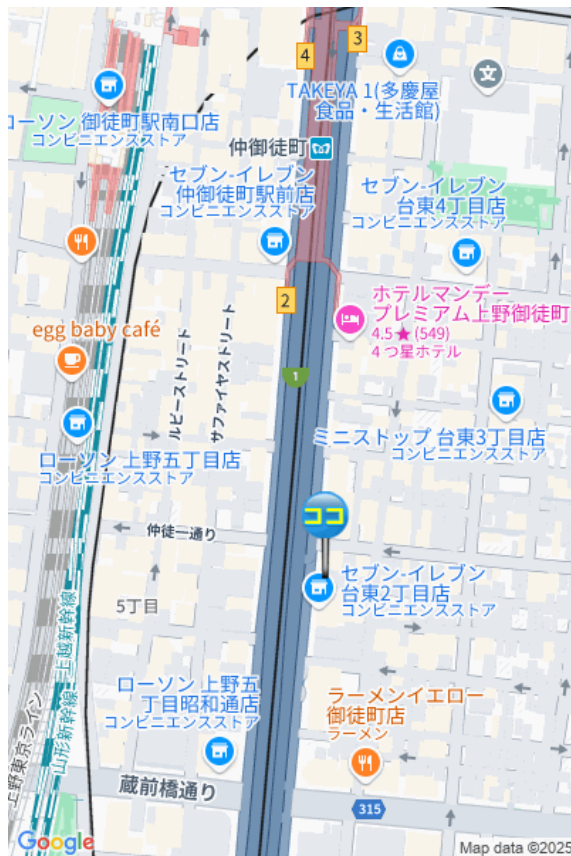 4
3
TAKEYA 1(多慶屋
食品・生活館)
文
ローソン 御徒町駅南口店
コンビニエンスストア
仲御徒町
セブン-イレブン
仲御徒町駅前店
コンビニエンスストア
セブン-イレブン
台東4丁目店
コンビニエンスストア
2
ホテルマンデー
プレミアム上野御徒町
4.5★(549)
4 つ星ホテル
egg baby café
ルビーストリート
サファイヤストリート
1
ローソン 上野五丁目店
コンビニエンスストア
ミニストップ 台東3丁目店
コンビニエンスストア
ココ
仲徒一通り
セブン-イレブン
台東2丁目店
コンビニエンスストア
5丁目
上越新幹線
山形新幹線
上野東京ライン
ローソン 上野五
丁目昭和通店
コンビニエンスストア
ラーメンイエロー
御徒町店
ラーメン
蔵前橋通り
315
Google
Map data ©2025